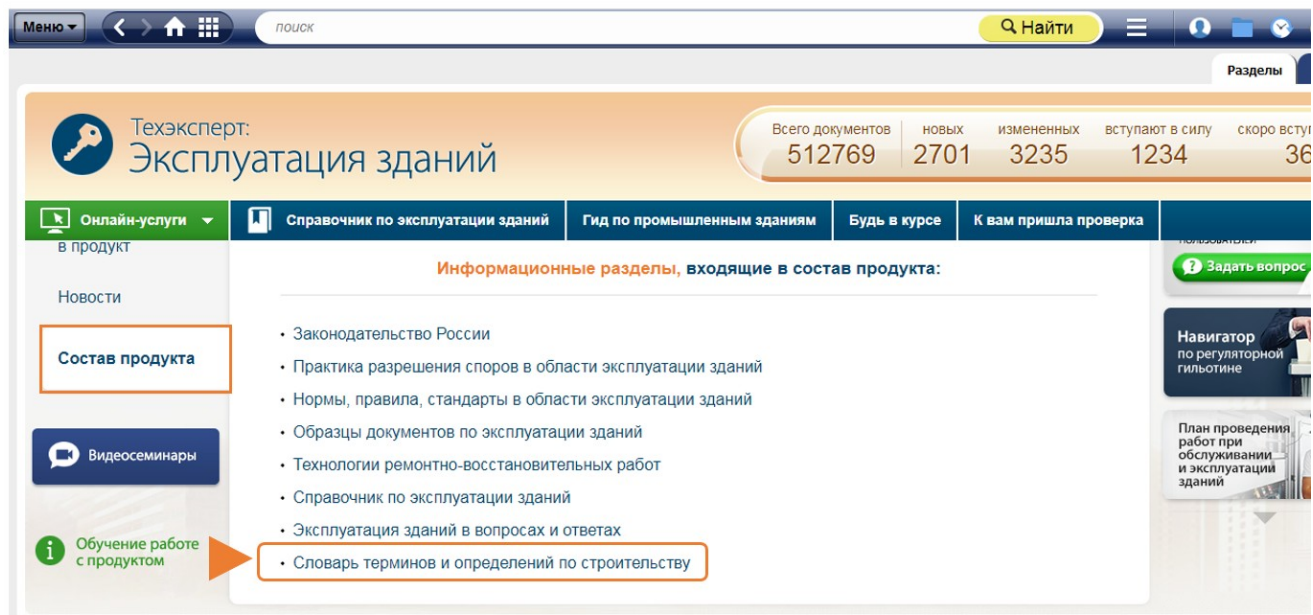 Меню
поиск
Найти
Разделы
Техэксперт:
Эксплуатация зданий
Всего документов
512769
новых
2701
измененных
3235
вступают в силу
1234
скоро
36
Онлайн-услуги
Справочник по эксплуатации зданий
Гид по промышленным зданиям
Будь в курсе
К вам пришла проверка
в продукт
Новости
Состав продукта
Видеосеминары
Обучение работе
с продуктом
Информационные разделы, входящие в состав продукта:
• Законодательство России
• Практика разрешения споров в области эксплуатации зданий
• Нормы, правила, стандарты в области эксплуатации зданий
• Образцы документов по эксплуатации зданий
• Технологии ремонтно-восстановительных работ
• Справочник по эксплуатации зданий
• Эксплуатация зданий в вопросах и ответах
• Словарь терминов и определений по строительству
Задать вопрос
Навигатор
по регуляторной
гильотине
План проведения
работ при
обслуживании
и эксплуатации
зданий